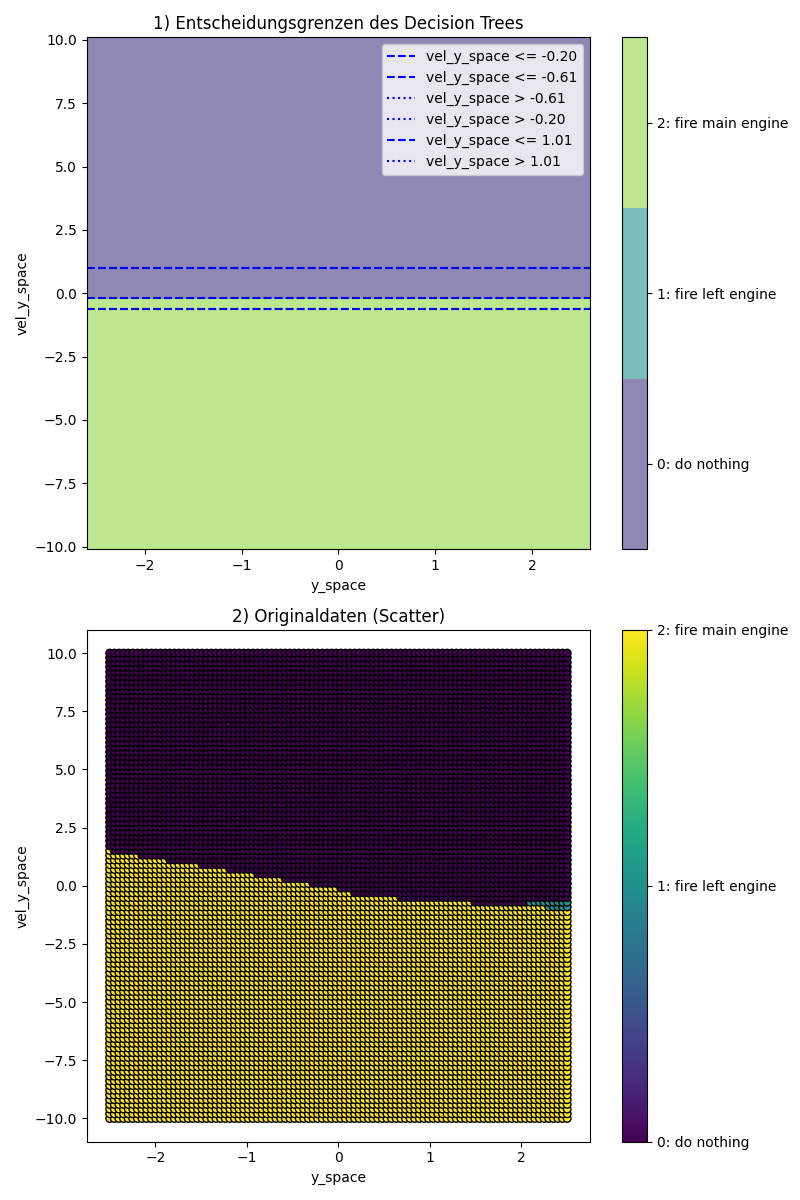 1) Entscheidungsgrenzen des Decision Trees
10.0
7.5
5.0
2.5
0.0
−2.5
−5.0
−7.5
−10.0
vel_y_space
vel_y_space <= -0.20
vel_y_space <= -0.61
vel_y_space > -0.61
vel_y_space > -0.20
vel_y_space <= 1.01
vel_y_space > 1.01
−2
−1
0
1
2
y_space
2: fire main engine
1: fire left engine
0: do nothing
2) Originaldaten (Scatter)
10.0
7.5
5.0
2.5
0.0
−2.5
−5.0
−7.5
−10.0
vel_y_space
−2
−1
0
1
2
y_space
2: fire main engine
1: fire left engine
0: do nothing